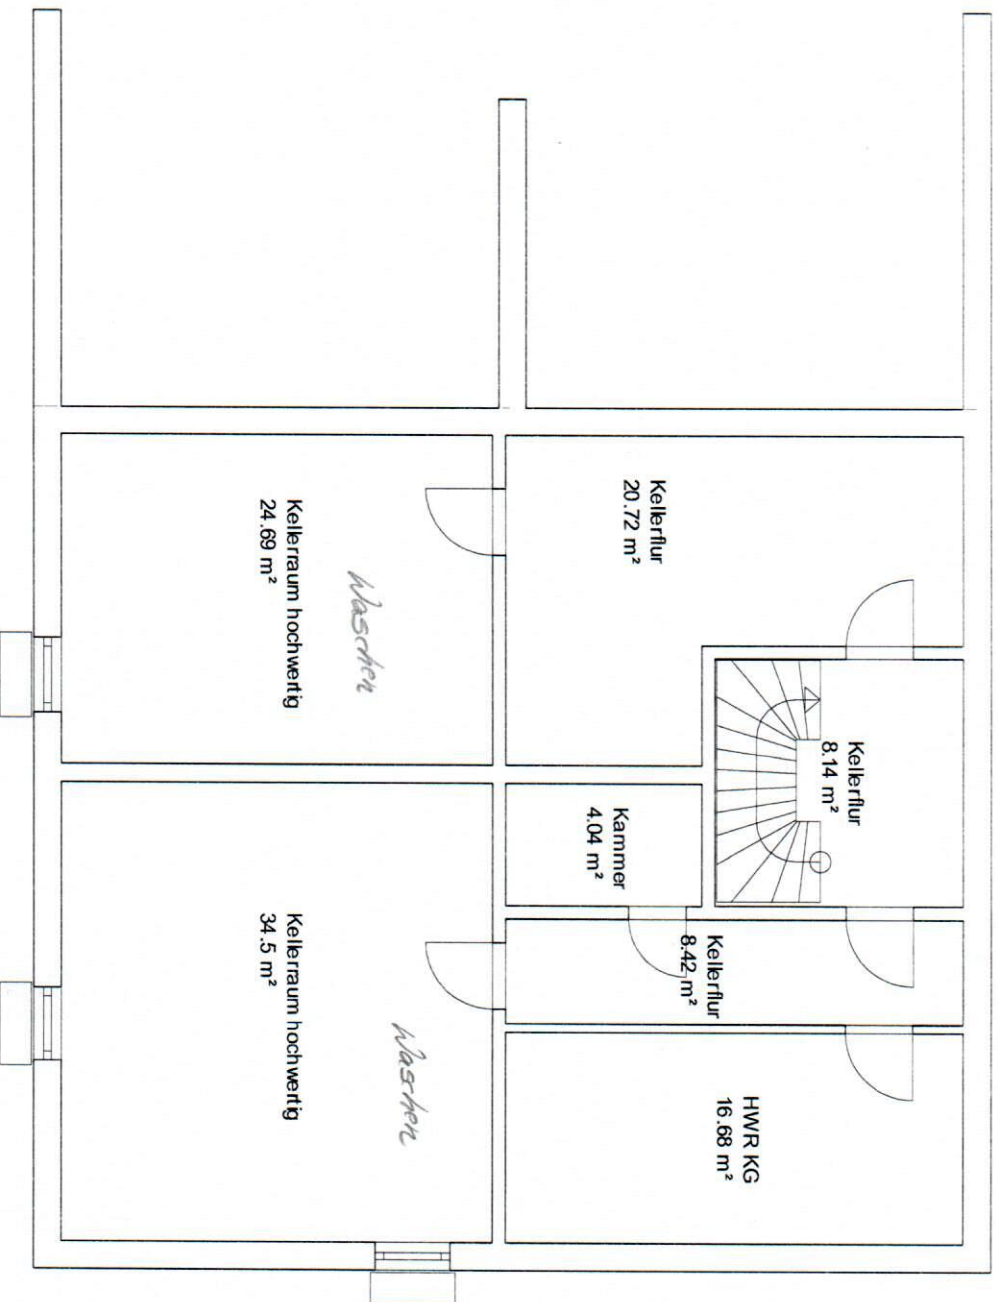 Kellerflur
8.14 m²
Kellerflur
20.72 m²
Kellerflur
8.42 m²
HWR KG
16.68 m²
Kammer
4.04 m²
Waschen
Kellerraum hochwertig
24.69 m²
Waschen
Kellerraum hochwertig
34.5 m²